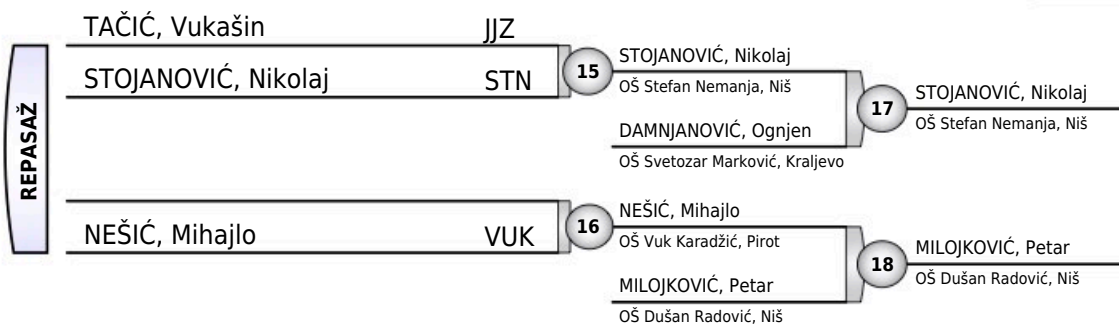 REPASAŽ
TAČIĆ, Vukašin JJZ
STOJANOVIĆ, Nikolaj STN
NEŠIĆ, Mihajlo VUK
15
STOJANOVIĆ, Nikolaj
OŠ Stefan Nemanja, Niš
DAMNJANOVIĆ, Ognjen
OŠ Svetozar Marković, Kraljevo
16
NEŠIĆ, Mihajlo
OŠ Vuk Karadžić, Pirot
MILOJKOVIĆ, Petar
OŠ Dušan Radović, Niš
17
STOJANOVIĆ, Nikolaj
OŠ Stefan Nemanja, Niš
18
MILOJKOVIĆ, Petar
OŠ Dušan Radović, Niš